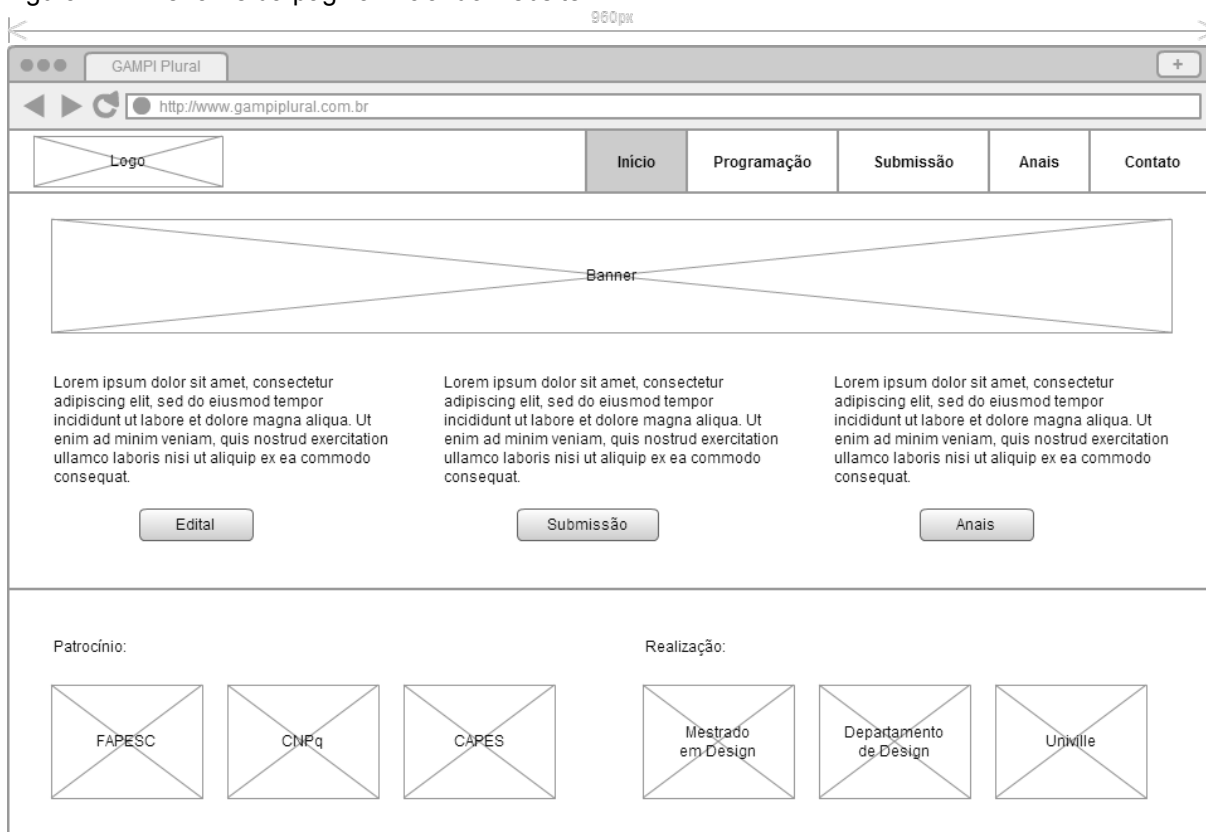 960px
GAMPI Plural
+
http://www.gampiplural.com.br
Logo
Início
Programação
Submissão
Anais
Contato
Banner
Lorem ipsum dolor sit amet, consectetur
adipiscing elit, sed do eiusmod tempor
incididunt ut labore et dolore magna aliqua. Ut
enim ad minim veniam, quis nostrud exercitation
ullamco laboris nisi ut aliquip ex ea commodo
consequat.
Edital
Lorem ipsum dolor sit amet, consectetur
adipiscing elit, sed do eiusmod tempor
incididunt ut labore et dolore magna aliqua. Ut
enim ad minim veniam, quis nostrud exercitation
ullamco laboris nisi ut aliquip ex ea commodo
consequat.
Submissão
Lorem ipsum dolor sit amet, consectetur
adipiscing elit, sed do eiusmod tempor
incididunt ut labore et dolore magna aliqua. Ut
enim ad minim veniam, quis nostrud exercitation
ullamco laboris nisi ut aliquip ex ea commodo
consequat.
Anais
Patrocínio:
FAPESC
CNPq
CAPES
Realização:
Mestrado
em Design
Departamento
de Design
Univille